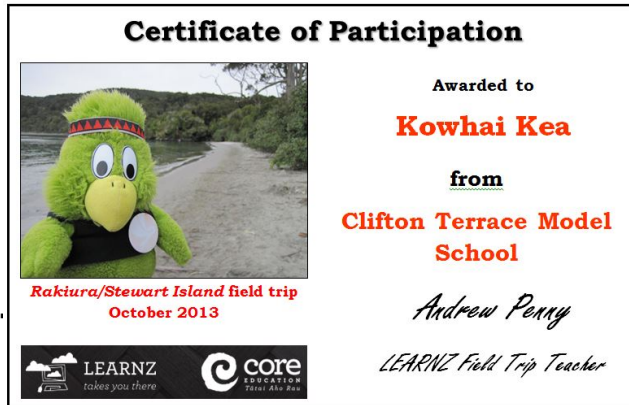 Certificate of Participation
Rakiura/Stewart Island field trip
October 2013
LEARNZ
takes you there
core
EDUCATION
Tātai Aho Rau
Awarded to
Kowhai Kea
from
Clifton Terrace Model
School
Andrew Penny
LEARNZ Field Trip Teacher